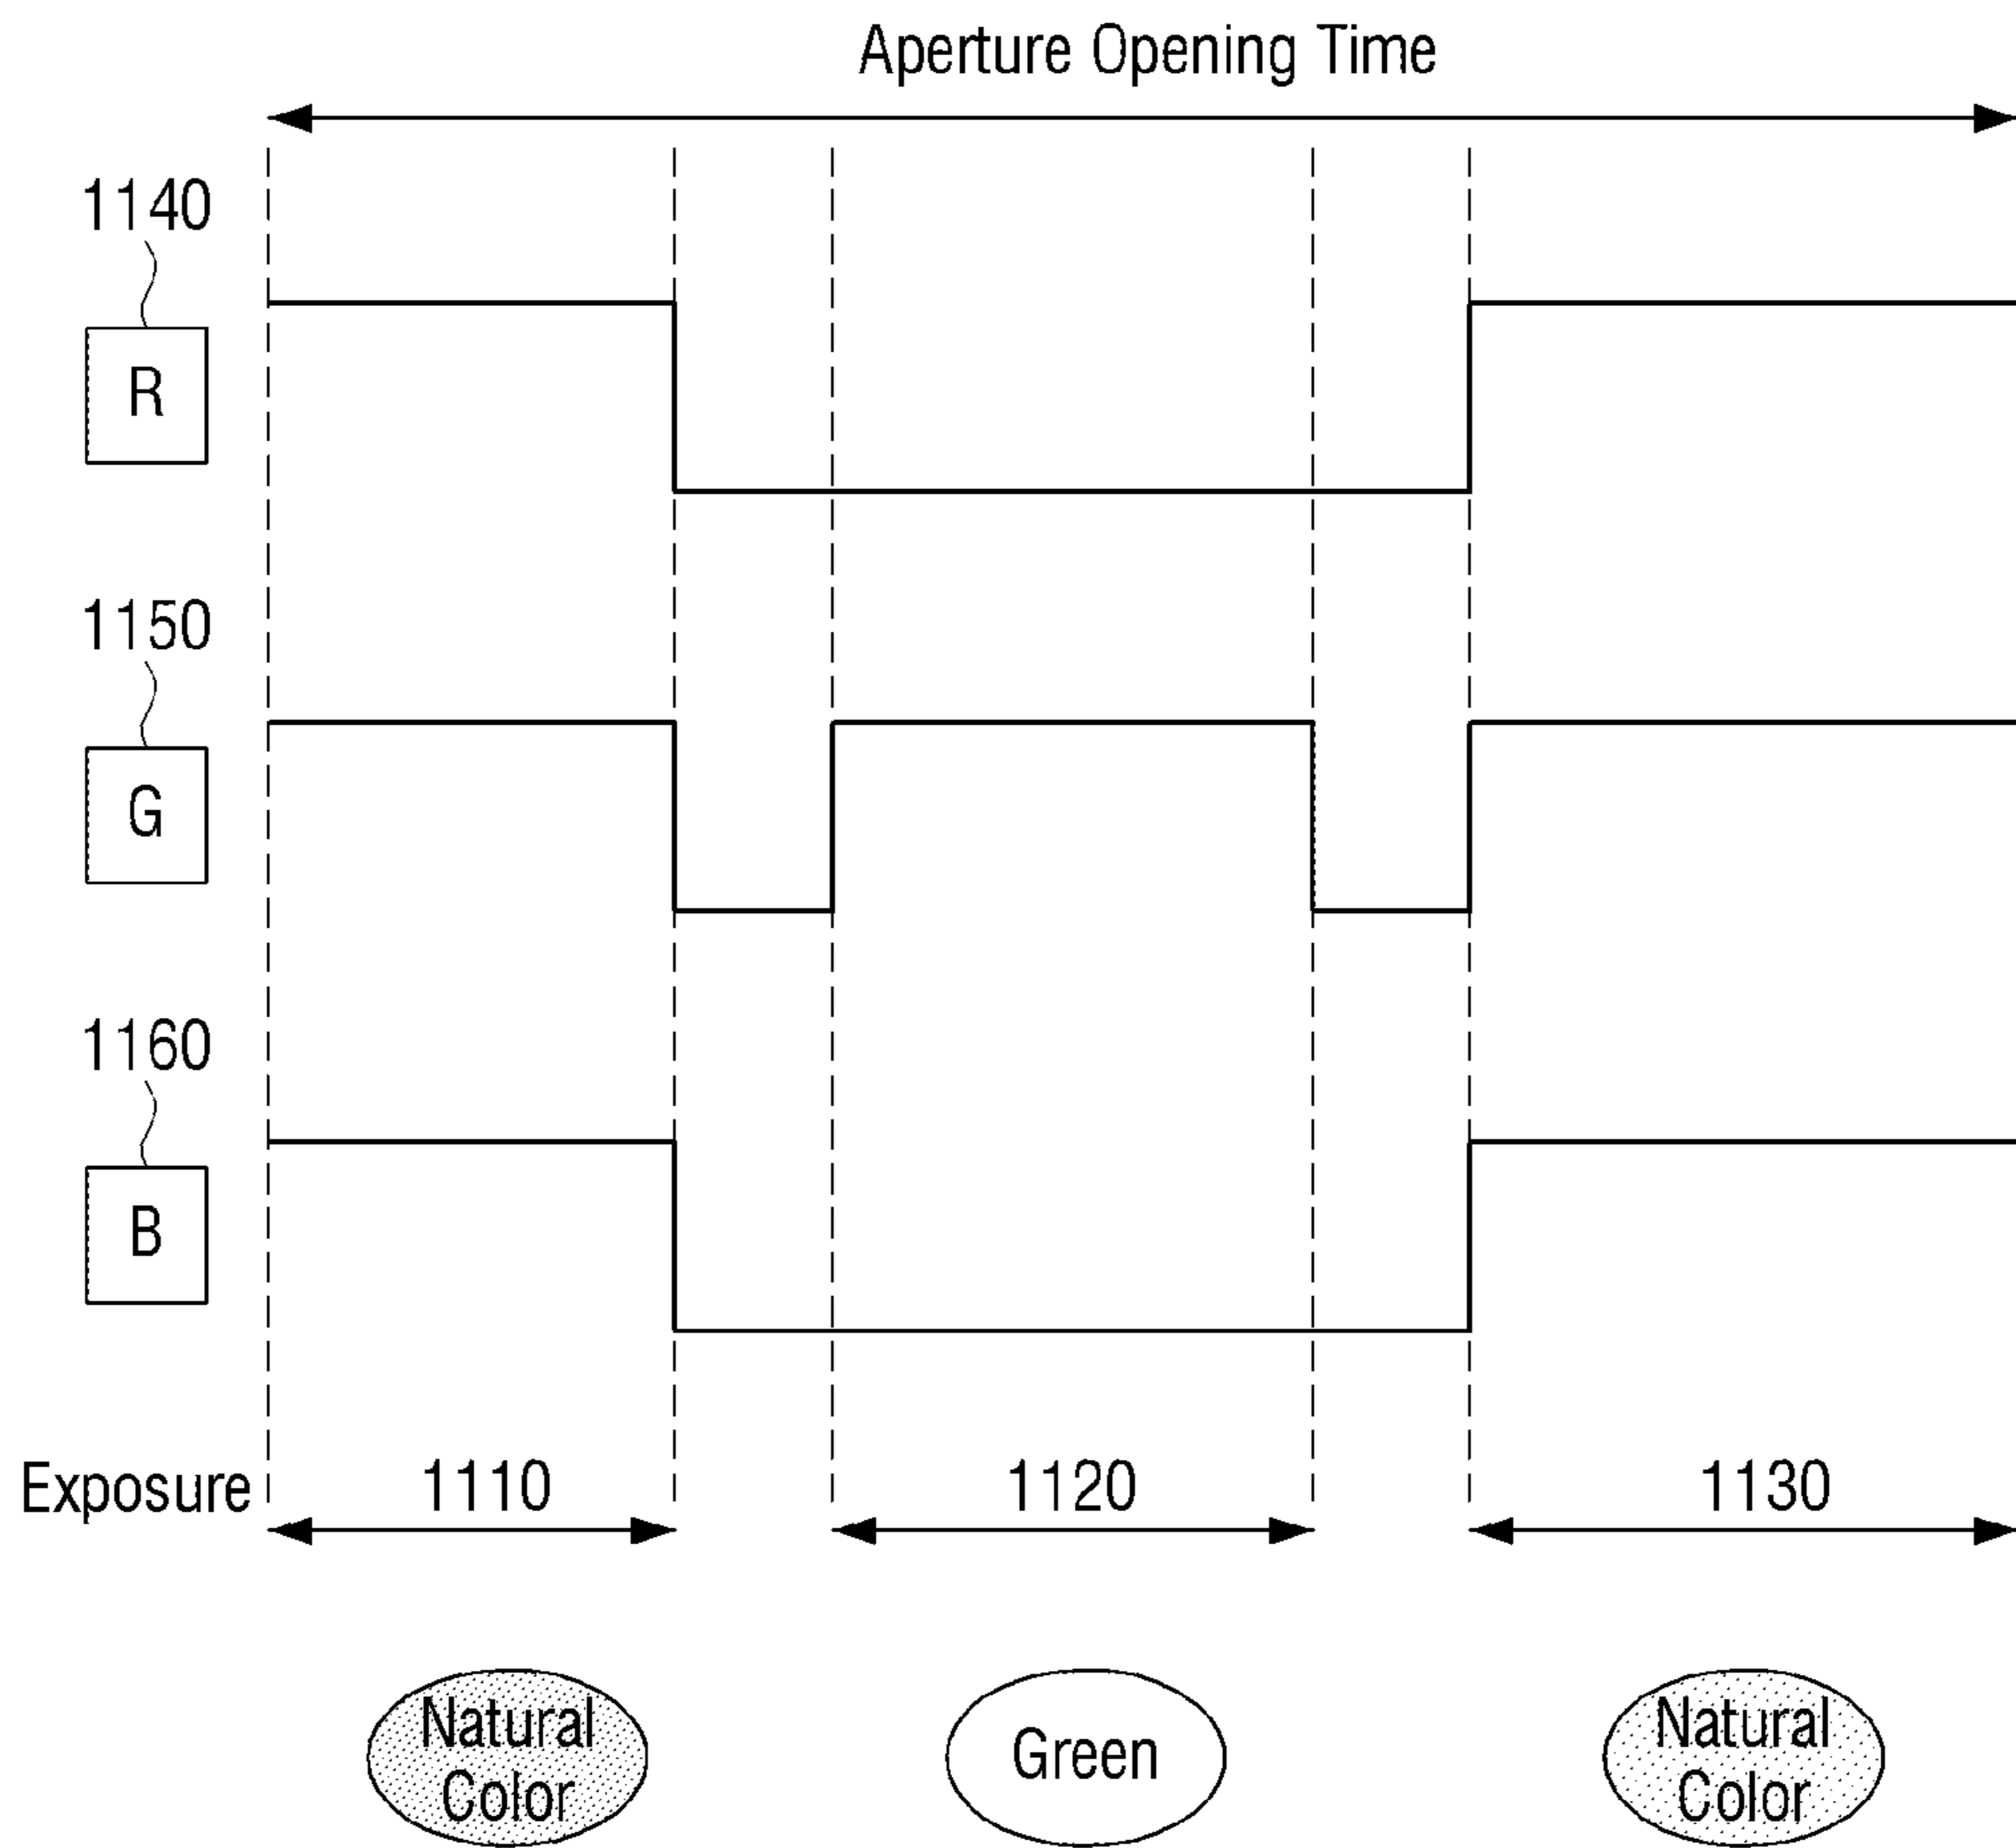 Aperture Opening Time
1140
R
1150
G
1160
B
Exposure 1110 1120 1130
Natural
Color
Green
Natural
Color